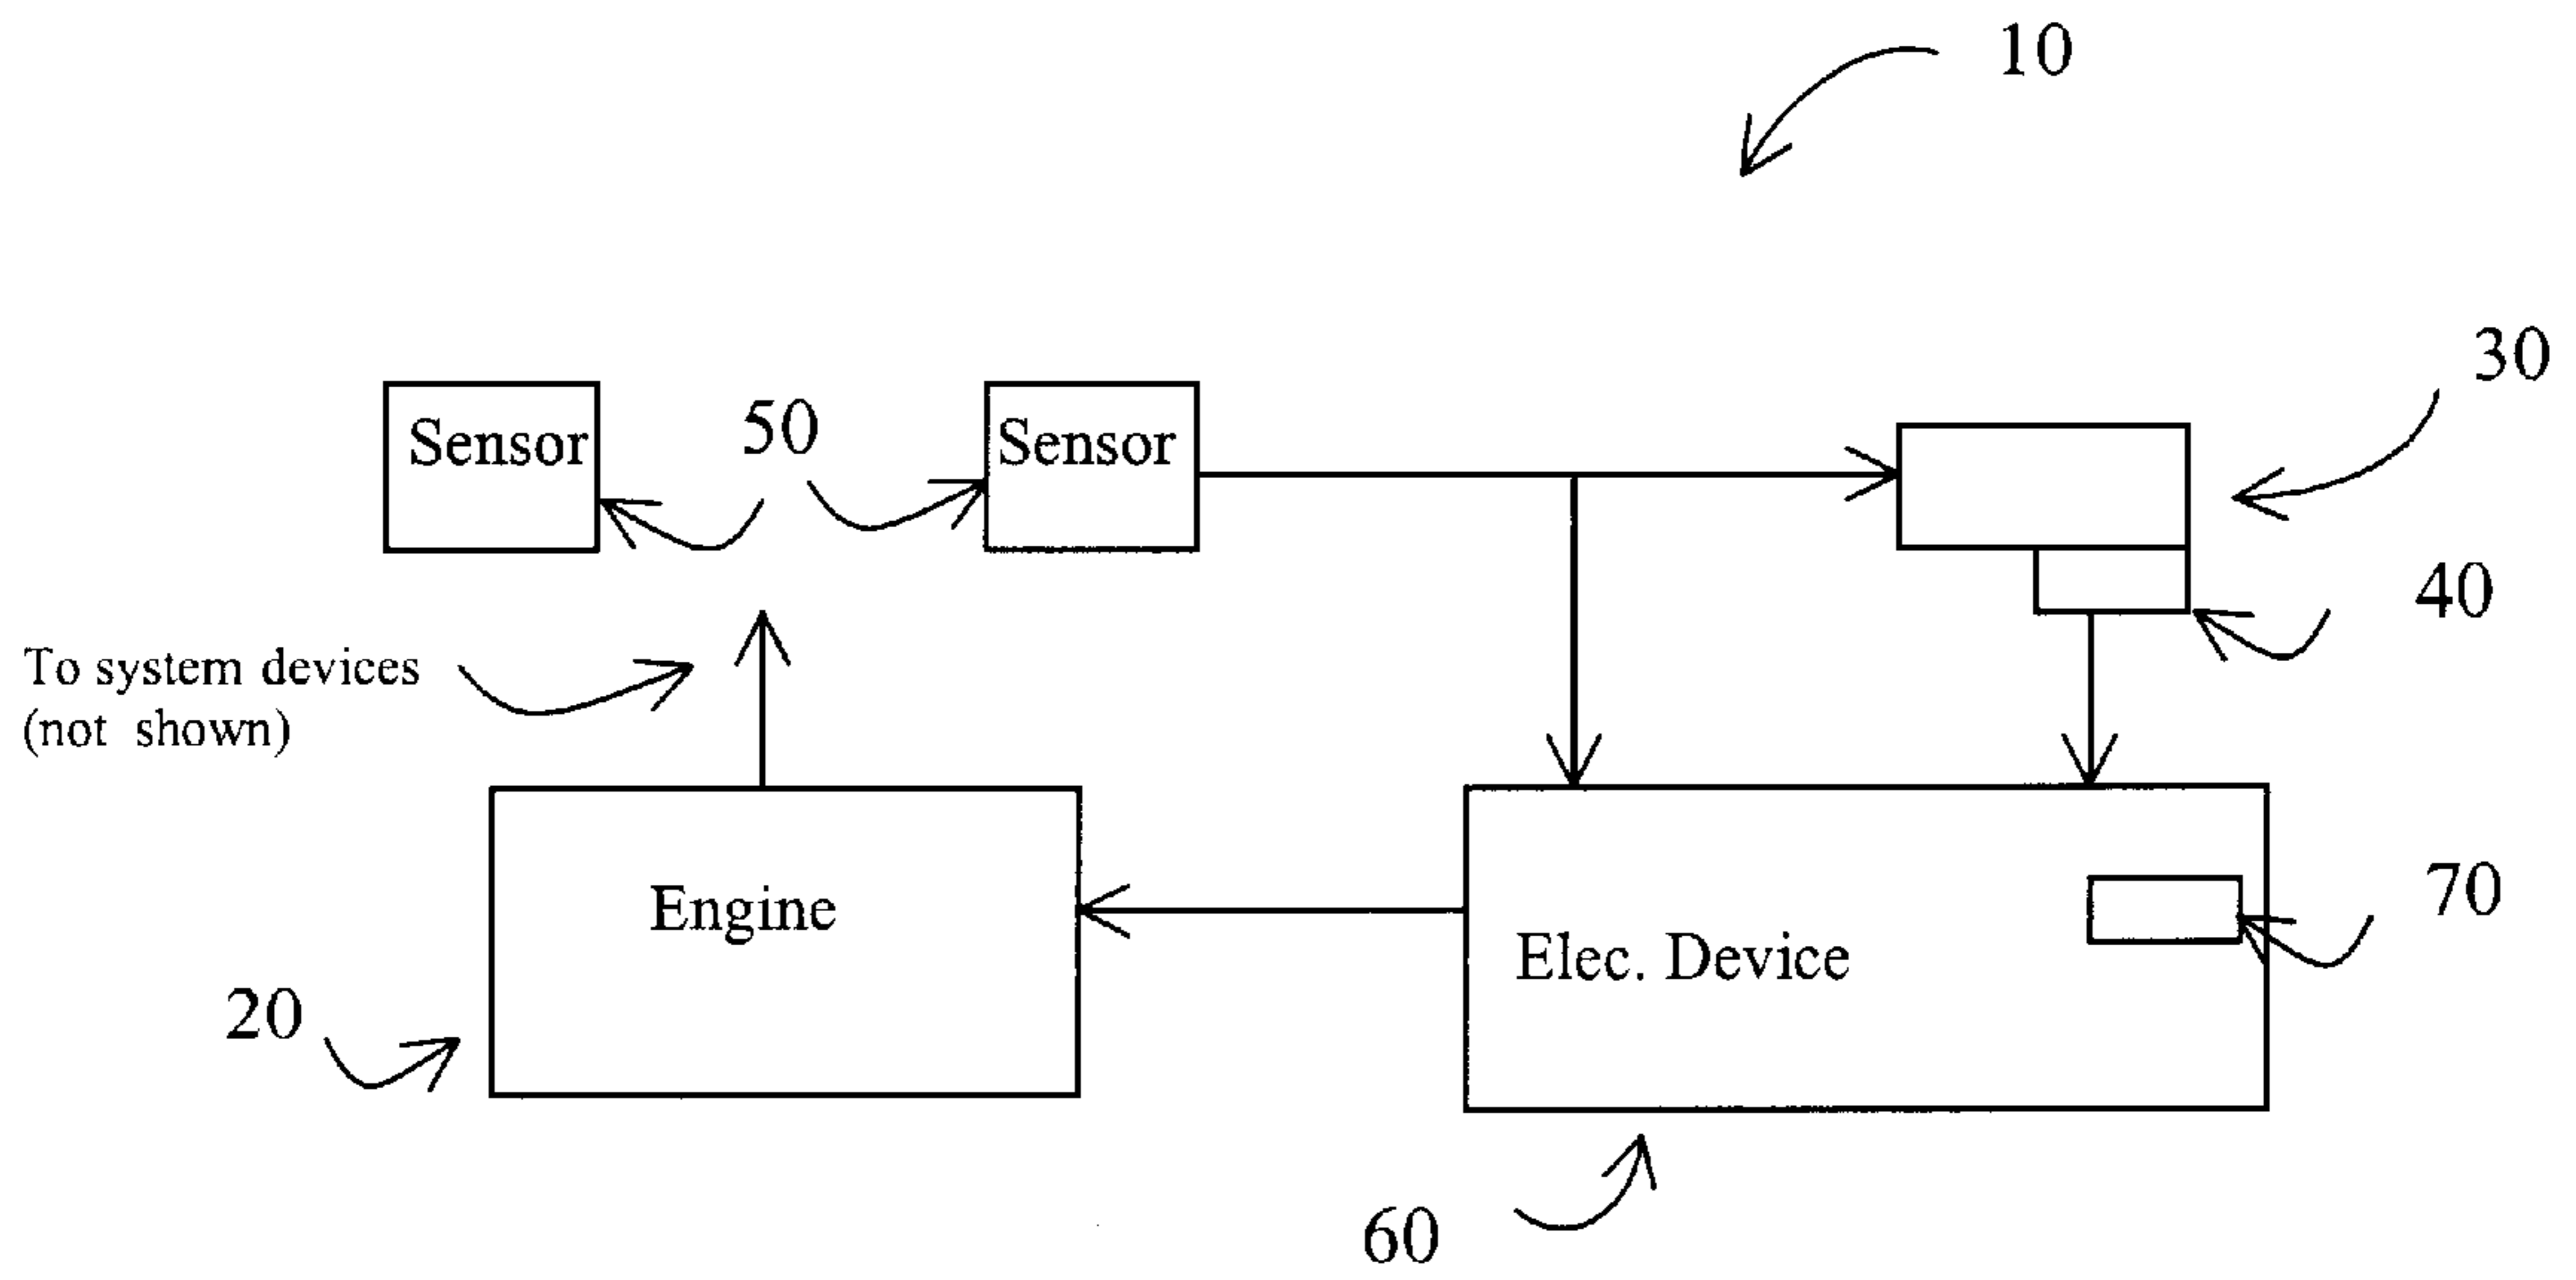 10
30
Sensor
50
Sensor
40
To system devices
(not shown)
70
Engine
Elec. Device
20
60